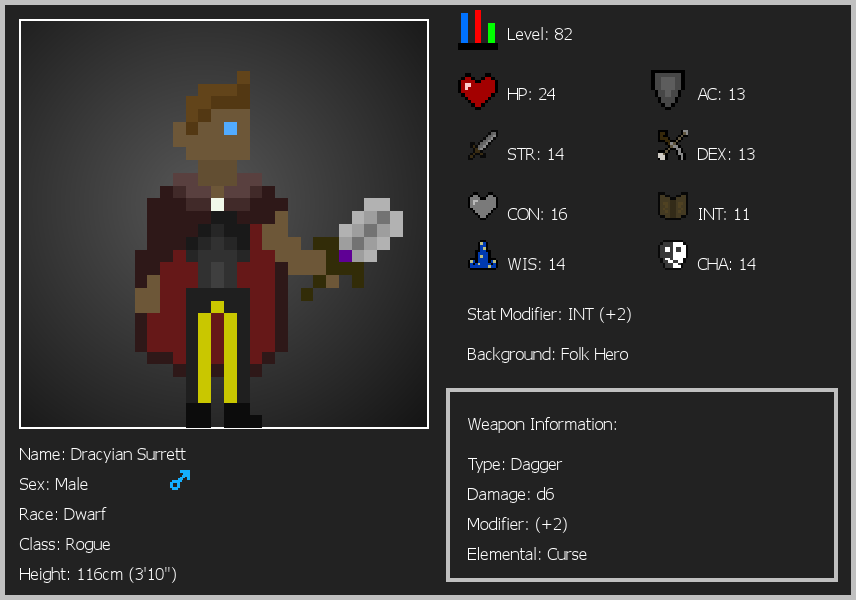 Level: 82
HP: 24
AC: 13
STR: 14
DEX: 13
CON: 16
INT: 11
WIS: 14
CHA: 14
Stat Modifier: INT (+2)
Background: Folk Hero
Weapon Information:
Type: Dagger
Damage: d6
Modifier: (+2)
Elemental: Curse
Name: Dracyian Surrett
Sex: Male
Race: Dwarf
Class: Rogue
Height: 116cm (3'10")